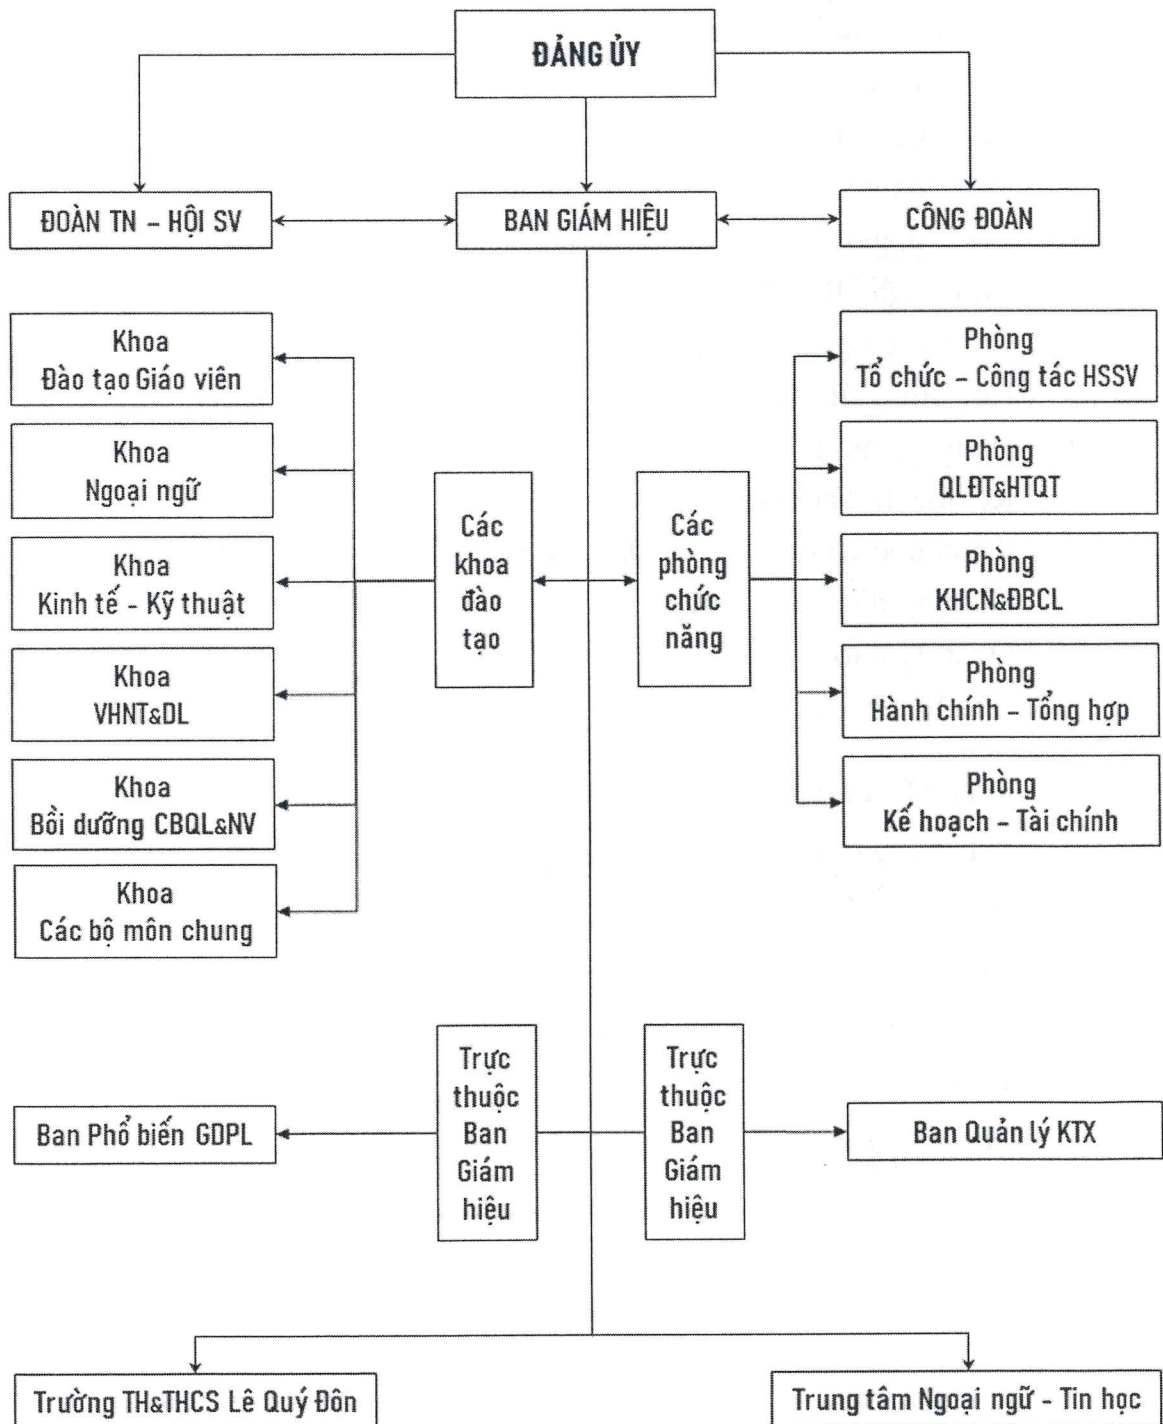 ĐẢNG ỦY
ĐOÀN TN – HỘI SV
BAN GIÁM HIỆU
CÔNG ĐOÀN
Khoa
Đào tạo Giáo viên
Khoa
Ngoại ngữ
Khoa
Kinh tế - Kỹ thuật
Khoa
VHNT&DL
Khoa
Bồi dưỡng CBQL&NV
Khoa
Các bộ môn chung
Các
khoa
đào
tạo
Các
phòng
chức
năng
Phòng
Tổ chức – Công tác HSSV
Phòng
QLĐT&HTQT
Phòng
KHCN&ĐBCL
Phòng
Hành chính – Tổng hợp
Phòng
Kế hoạch – Tài chính
Ban Phổ biến GDPL
Trực
thuộc
Ban
Giám
hiệu
Trực
thuộc
Ban
Giám
hiệu
Ban Quản lý KTX
Trường TH&THCS Lê Quý Đôn
Trung tâm Ngoại ngữ - Tin học